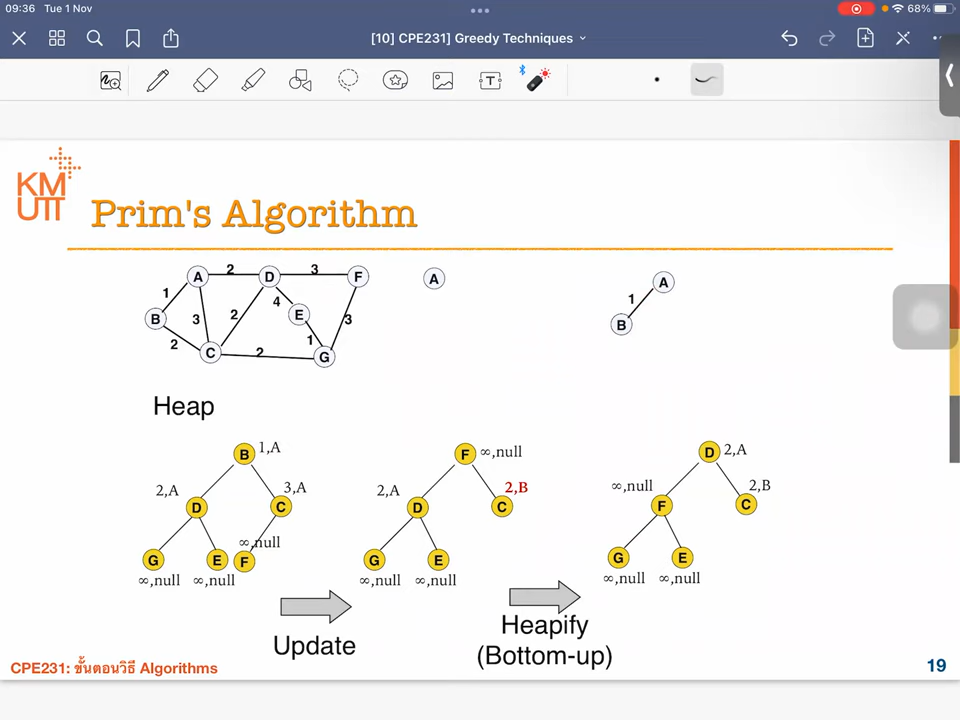 09:36 Tue 1 Nov
68%
[10] CPE231] Greedy Techniques
T
KM
UTT
Prim's Algorithm
A 2 D 3 F
1 3 2 4 E 3
B 2 C 2 1 G
A
A
1
B
Heap
B 1,A
2,A D 3,A C
G E ∞,null F
∞,null ∞,null
F ∞,null
2,A D 2,B C
G E
∞,null ∞,null
D 2,A
∞,null F 2,B C
G E
∞,null ∞,null
Update
Heapify
(Bottom-up)
CPE231: ขั้นตอนวิธี Algorithms
19